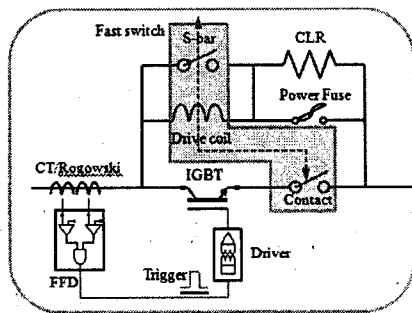 Fast switch
S-bar
CLR
Power Fuse
Drive coil
CT/Rogowski
IGBT
Contact
Driver
Trigger
FFD